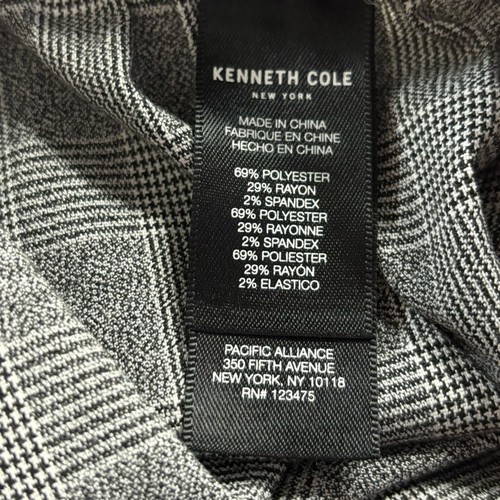 KENNETH COLE
NEW YORK
MADE IN CHINA
FABRIQUE EN CHINE
HECHO EN CHINA
69% POLYESTER
29% RAYON
2% SPANDEX
69% POLYESTER
29% RAYONNE
2% SPANDEX
69% POLIESTER
29% RAYÓN
2% ELASTICO
PACIFIC ALLIANCE
350 FIFTH AVENUE
NEW YORK, NY 10118
RN# 123475